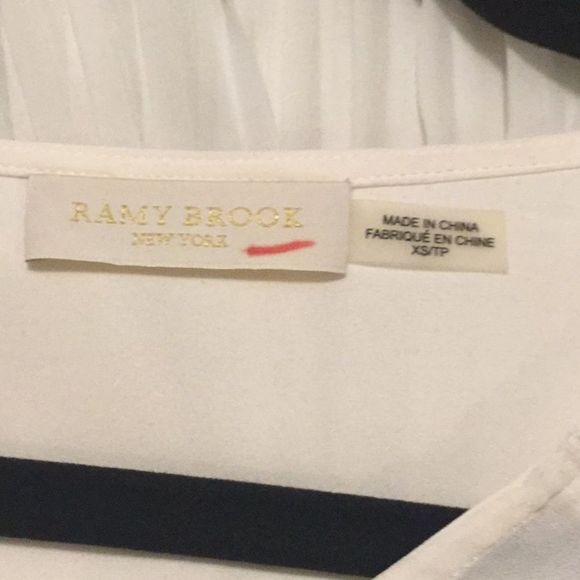 RAMY BROOK
NEW YORK
MADE IN CHINA
FABRIQUÉ EN CHINE
XS/TP